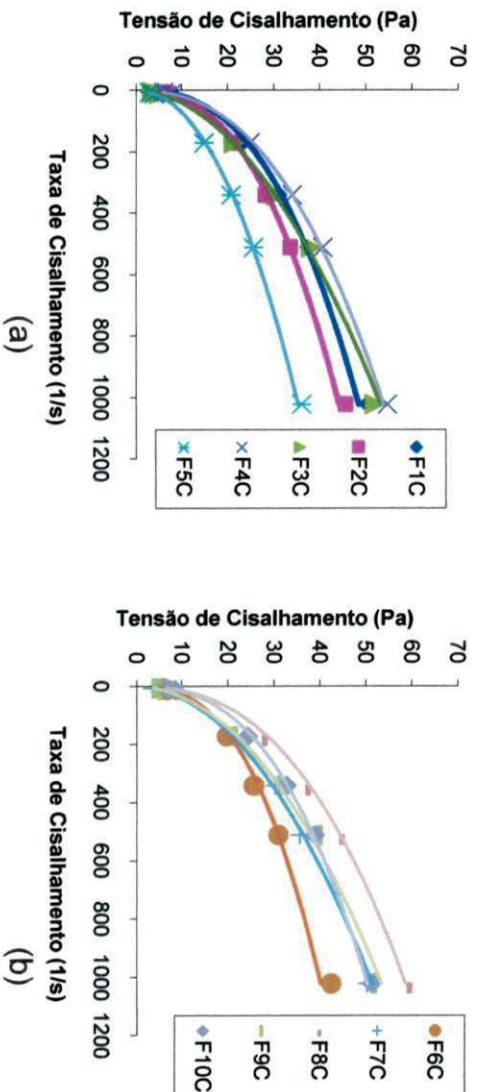 Tensão de Cisalhamento (Pa)
70
60
50
40
30
20
10
0
0
200
400
600
800
1000
1200
Taxa de Cisalhamento (1/s)
F1C
F2C
F3C
F4C
F5C
(a)
Tensão de Cisalhamento (Pa)
70
60
50
40
30
20
10
0
0
200
400
600
800
1000
1200
Taxa de Cisalhamento (1/s)
F6C
F7C
F8C
F9C
F10C
(b)